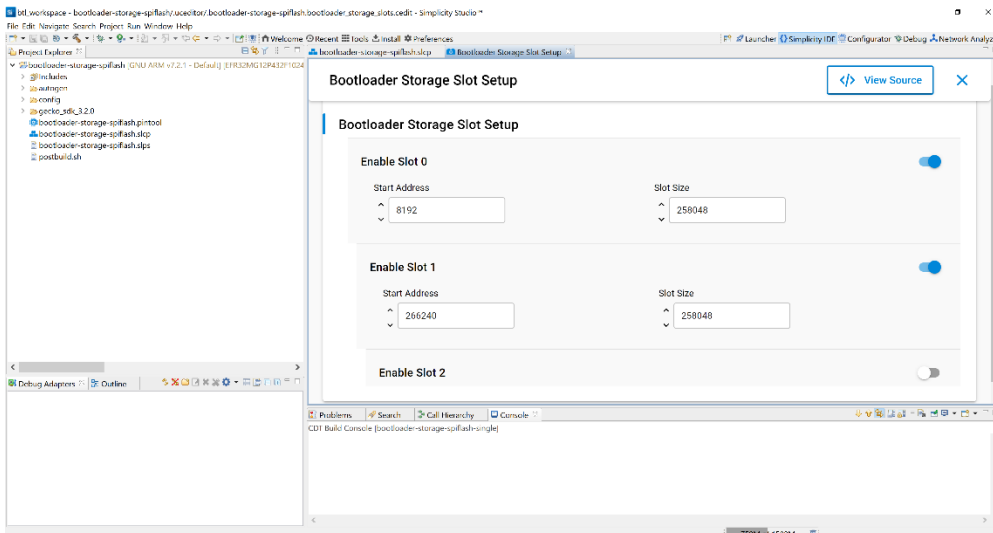 btl_workspace - bootloader-storage-spiflash/.uceditor/.bootloader-storage-spiflash.bootloader_storage_slots.cedit - Simplicity Studio™
File Edit Navigate Search Project Run Window Help
Welcome Recent Tools Install Preferences
Launcher Simplicity IDE Configurator Debug Network Analyz
Project Explorer
bootloader-storage-spiflash.slcp
Bootloader Storage Slot Setup
bootloader-storage-spiflash [GNU ARM v7.2.1 - Default] [EFR32MG12P432F1024
Includes
autogen
config
gecko_sdk_3.2.0
bootloader-storage-spiflash.pintool
bootloader-storage-spiflash.slcp
bootloader-storage-spiflash.slps
postbuild.sh
Bootloader Storage Slot Setup
</> View Source
Bootloader Storage Slot Setup
Enable Slot 0
Start Address
Slot Size
8192
258048
Enable Slot 1
Start Address
Slot Size
266240
258048
Enable Slot 2
Debug Adapters
Outline
Problems
Search
Call Hierarchy
Console
CDT Build Console [bootloader-storage-spiflash-single]